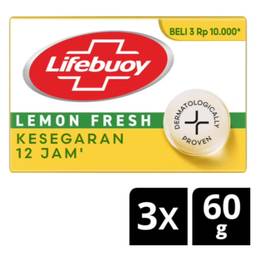 BELI 3 Rp 10.000*
Lifebuoy
LEMON FRESH
KESEGARAN
12 JAM'
DERMATOLOGICALLY
PROVEN
3x
60
g